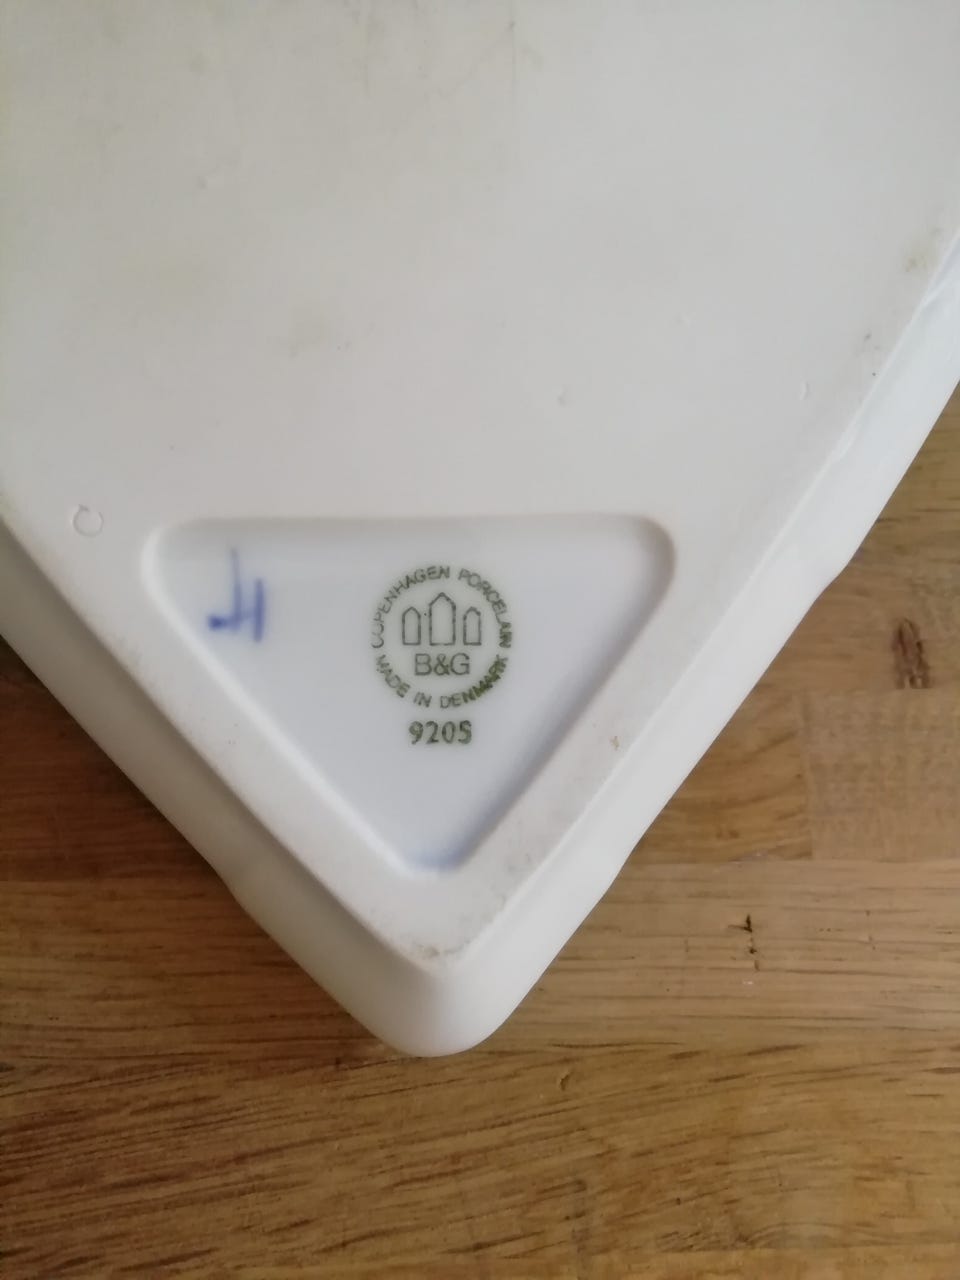 COPENHAGEN PORCELAIN
B&G
MADE IN DENMARK
9205